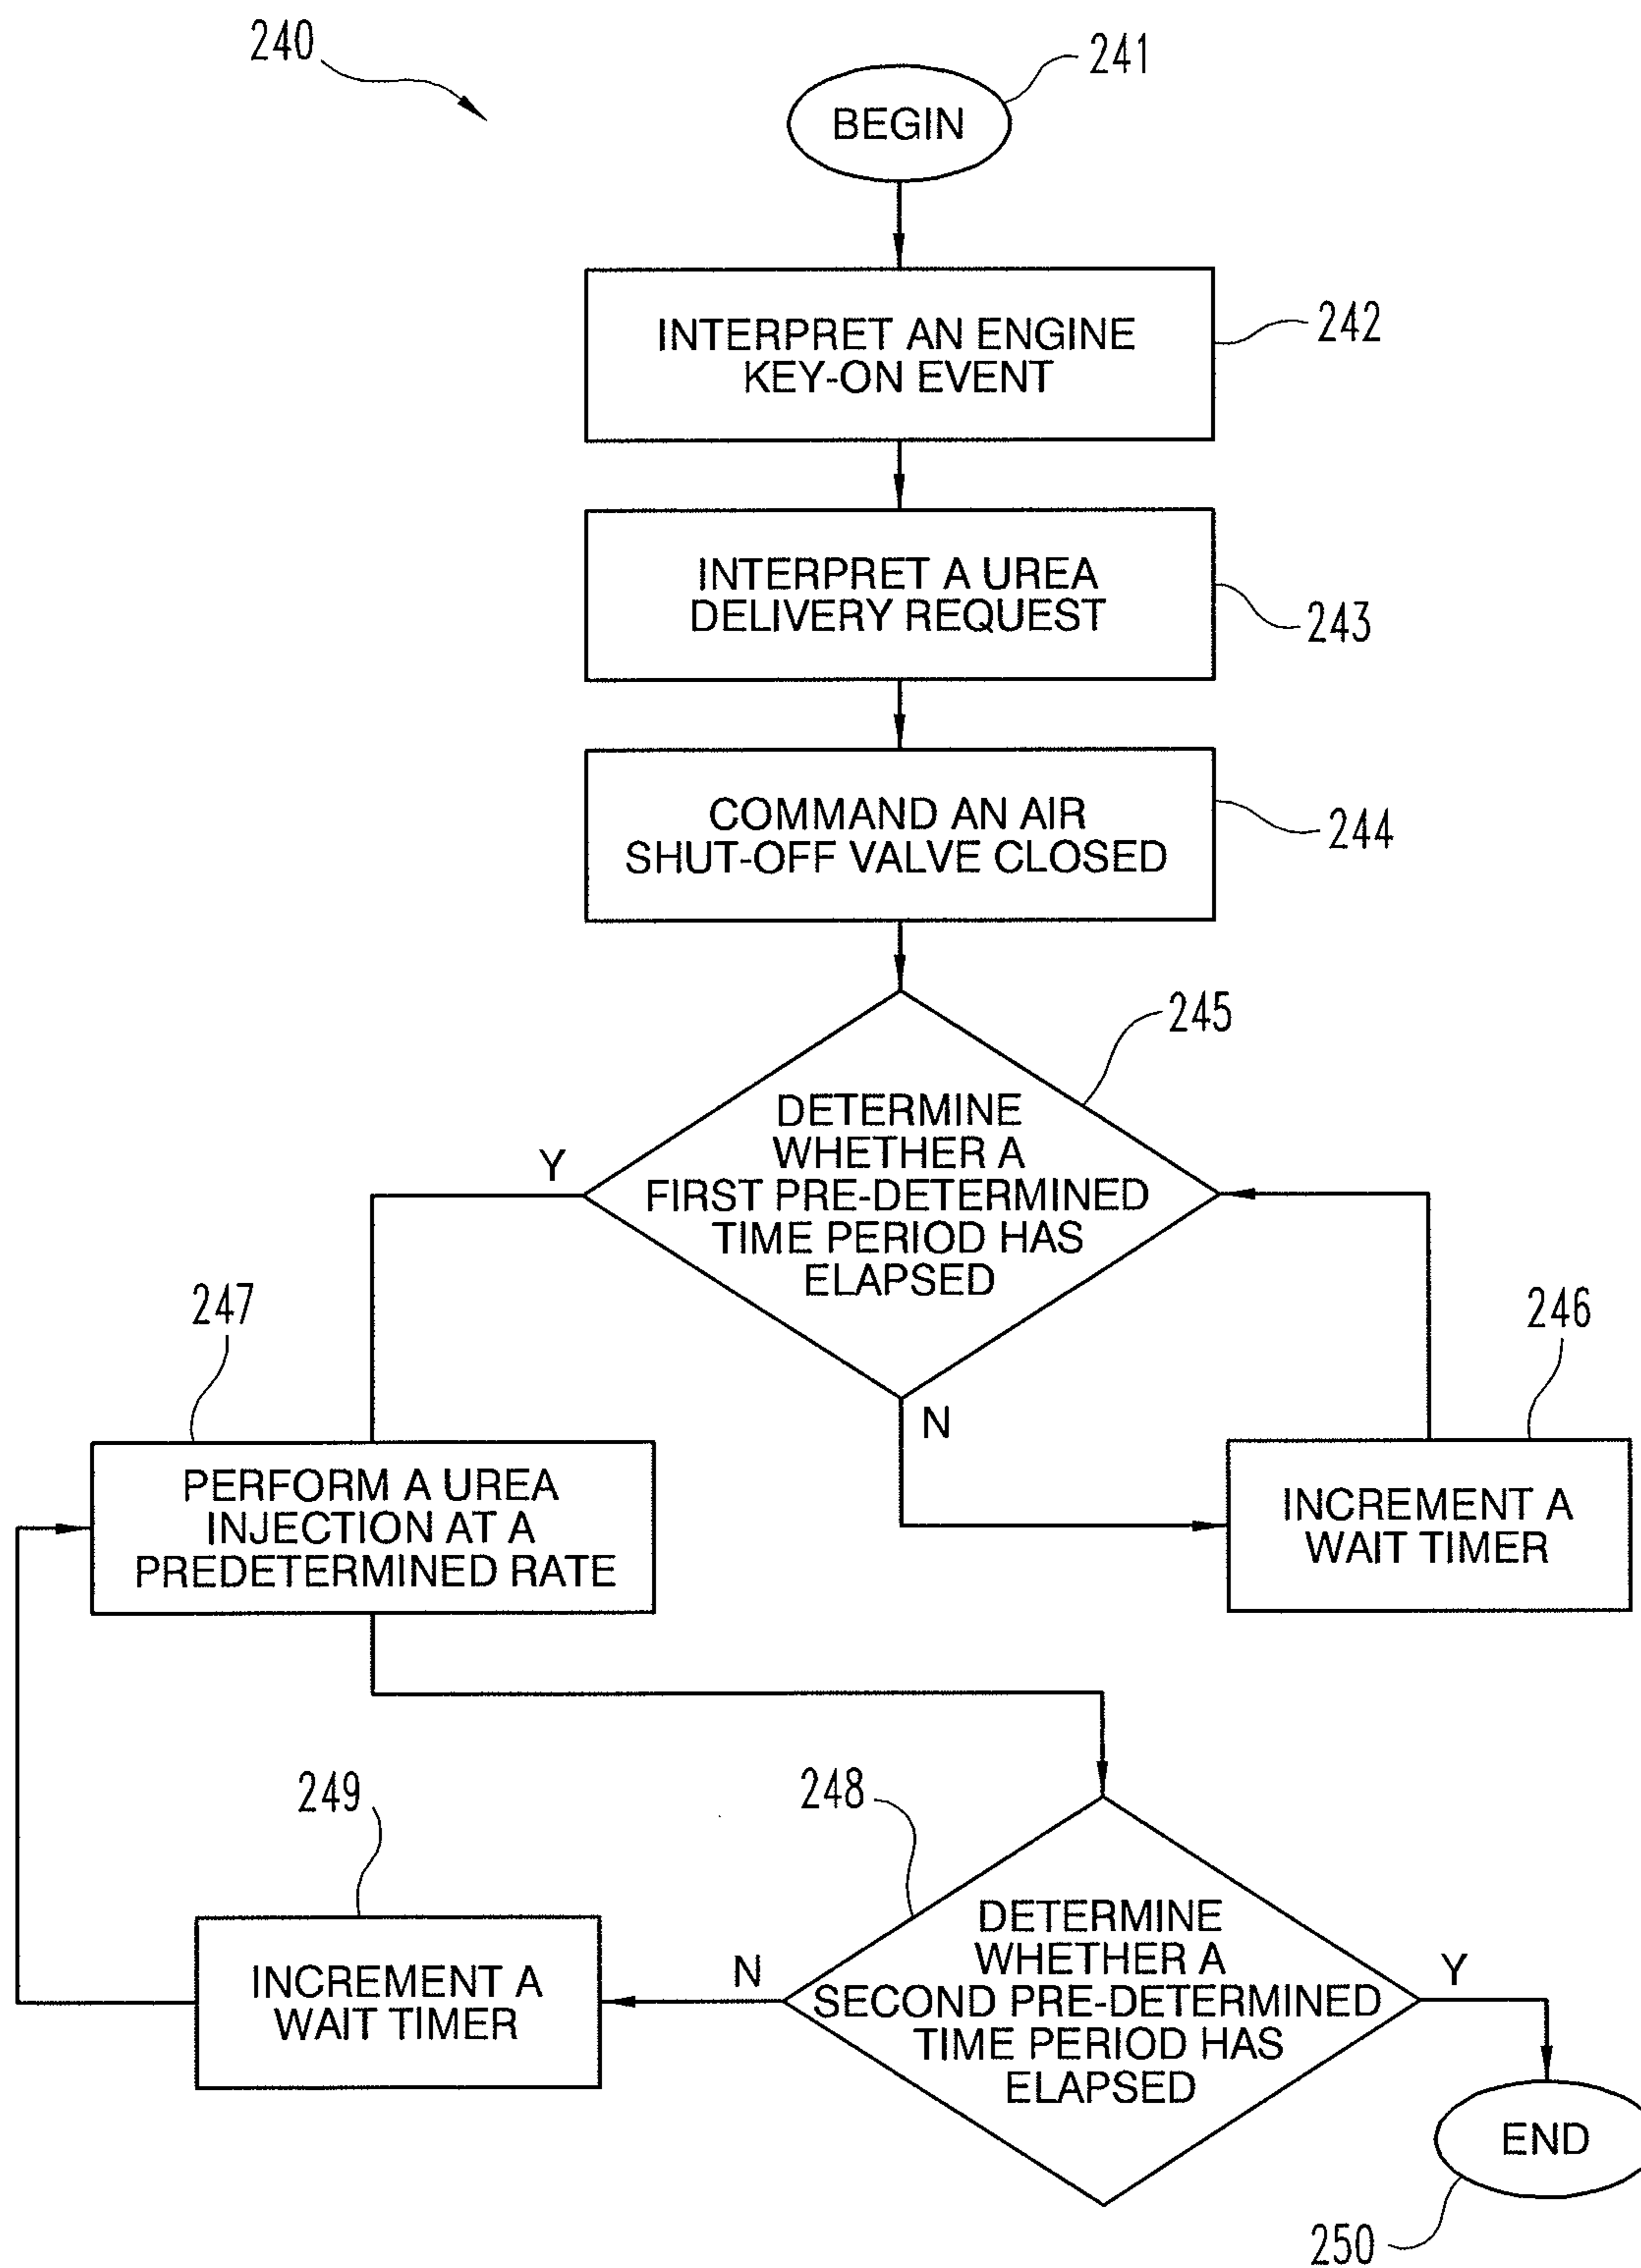 240
241
BEGIN
INTERPRET AN ENGINE
KEY-ON EVENT
242
INTERPRET A UREA
DELIVERY REQUEST
243
COMMAND AN AIR
SHUT-OFF VALVE CLOSED
244
245
DETERMINE
WHETHER A
FIRST PRE-DETERMINED
TIME PERIOD HAS
ELAPSED
Y
N
247
246
PERFORM A UREA
INJECTION AT A
PREDETERMINED RATE
INCREMENT A
WAIT TIMER
249
248
INCREMENT A
WAIT TIMER
N
DETERMINE
WHETHER A
SECOND PRE-DETERMINED
TIME PERIOD HAS
ELAPSED
Y
END
250